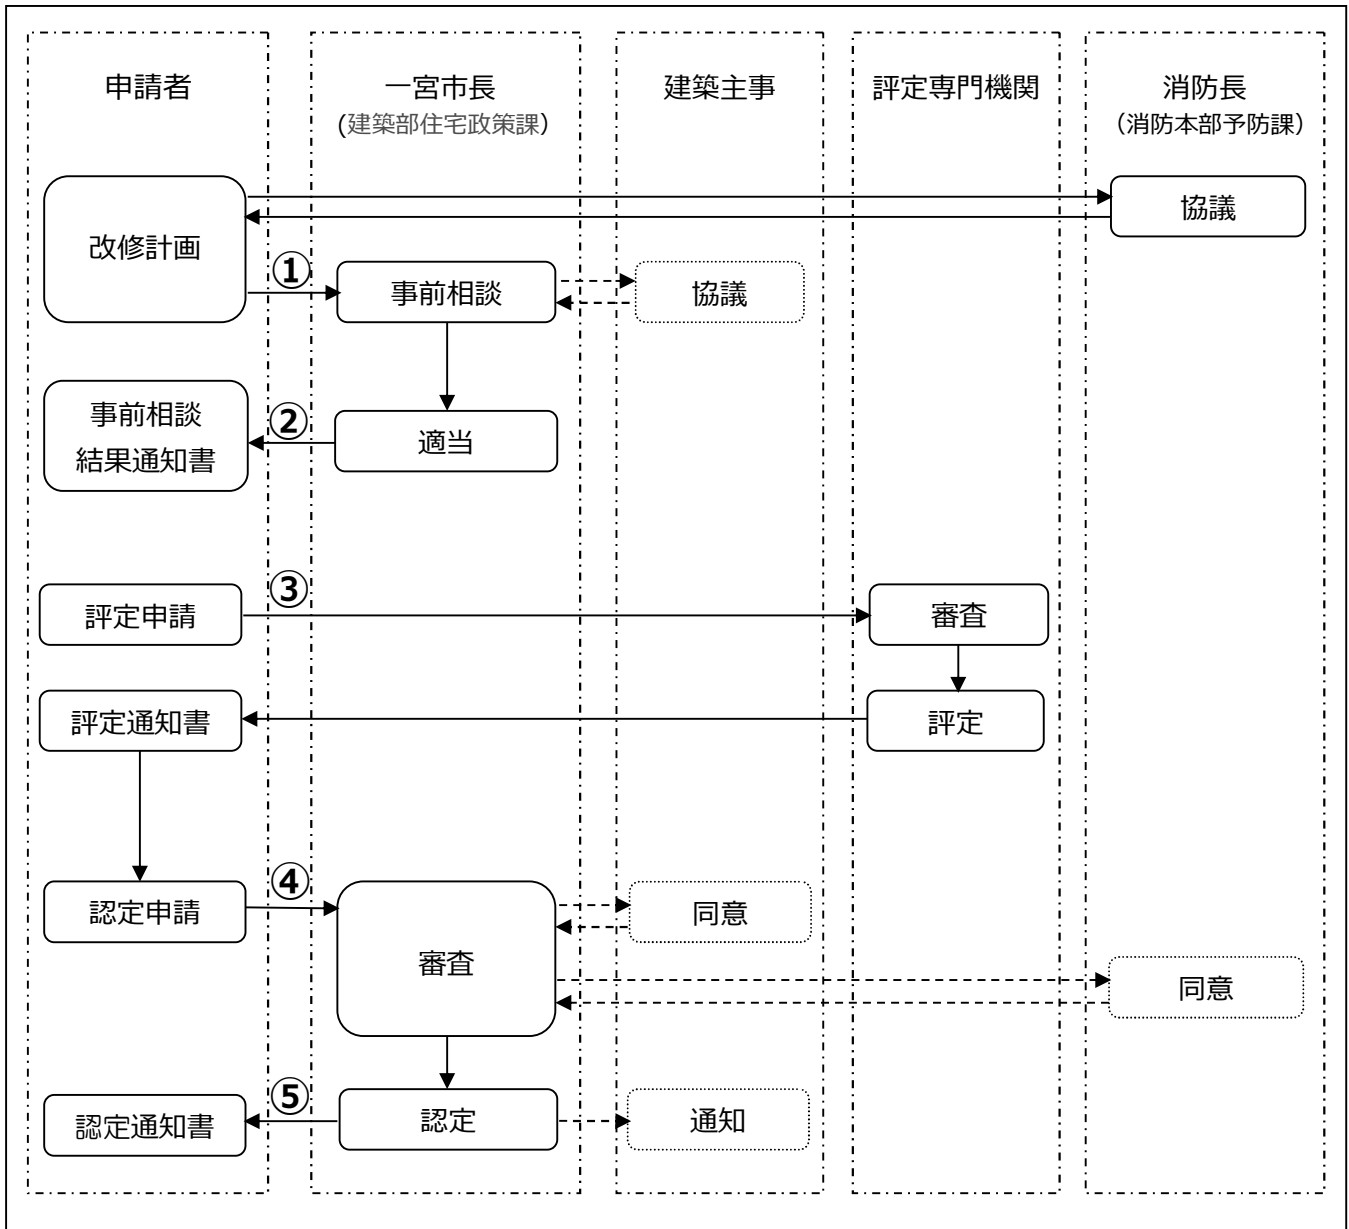 申請者
一宮市長
(建築部住宅政策課)
建築主事
評定専門機関
消防長
（消防本部予防課）
改修計画
協議
①
事前相談
協議
事前相談
結果通知書
②
適当
評定申請
③
審査
評定通知書
評定
認定申請
④
審査
同意
同意
認定通知書
⑤
認定
通知